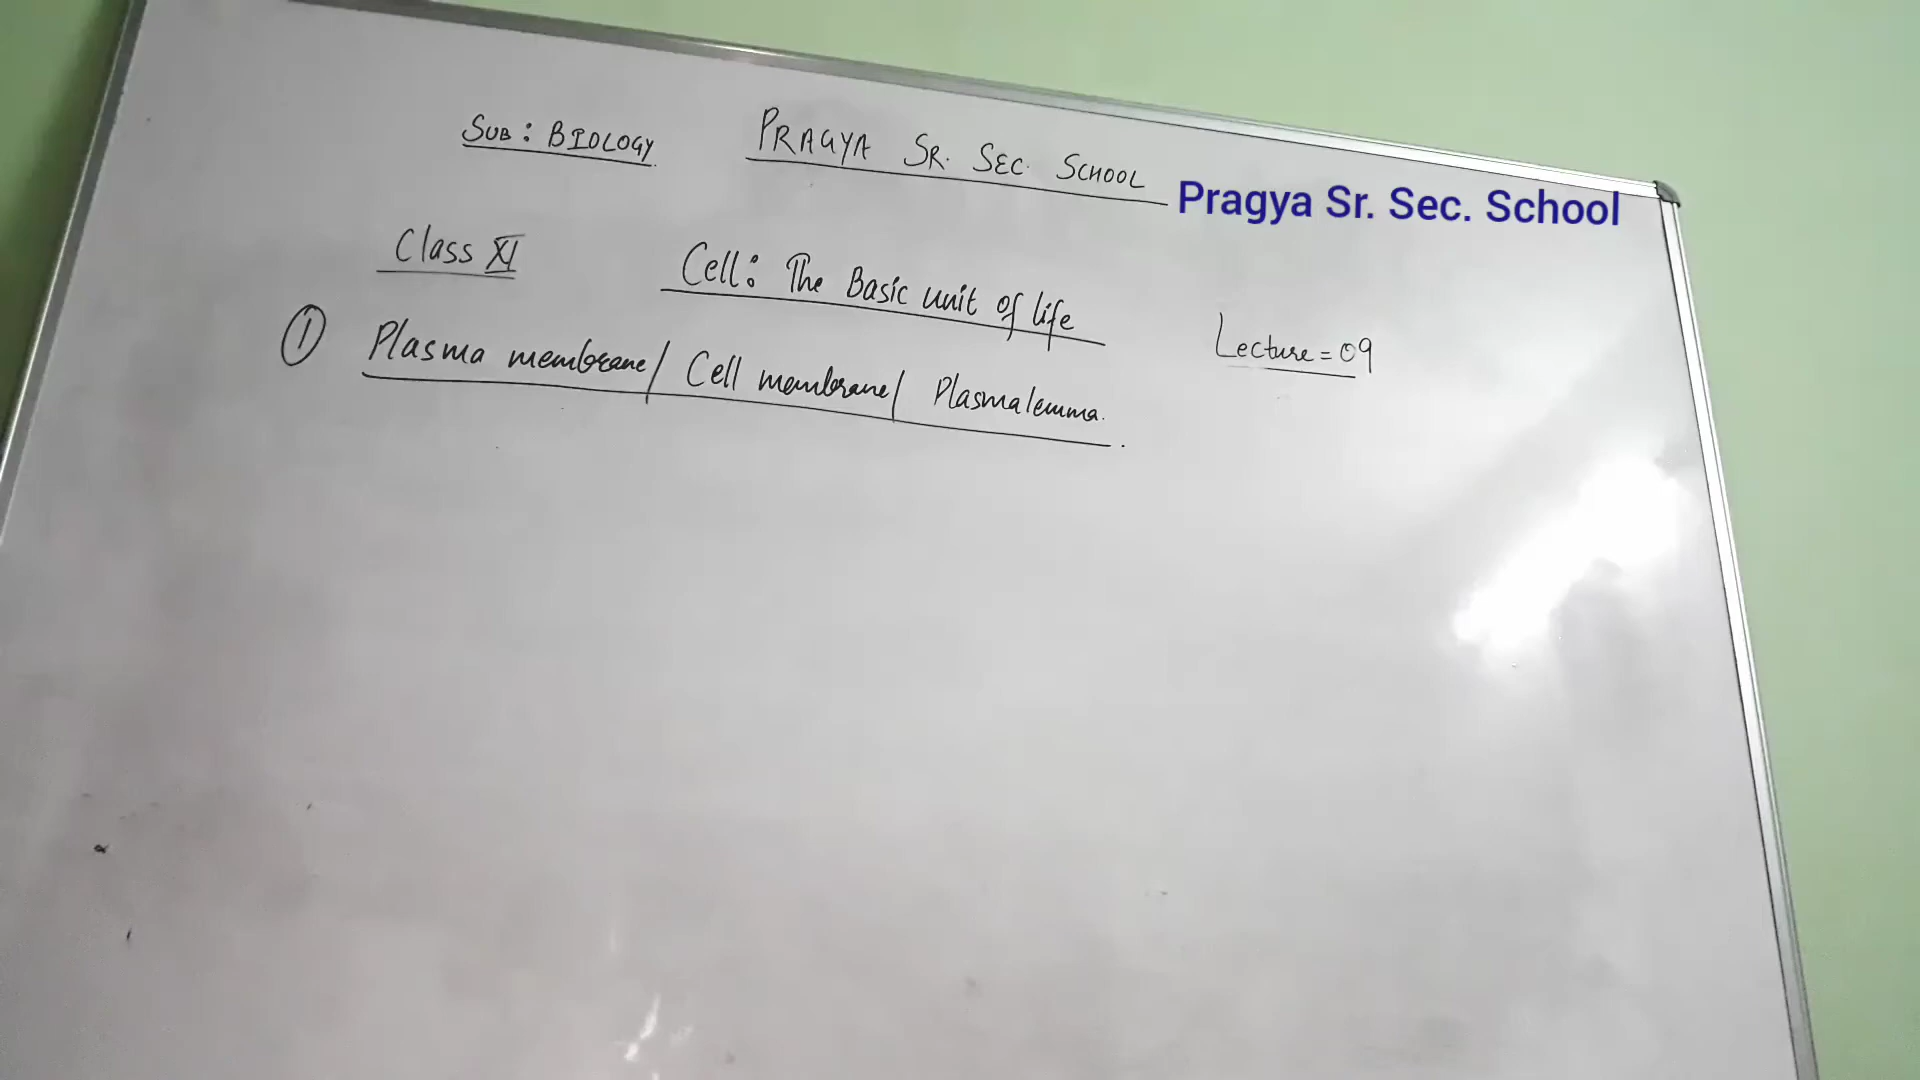 SUB: BIOLOGY PRAGYA SR. SEC. SCHOOL
Pragya Sr. Sec. School
Class XI Cell: The Basic unit of life
Lecture = 09
① Plasma membrane/ Cell membrane/ Plasmalemma.